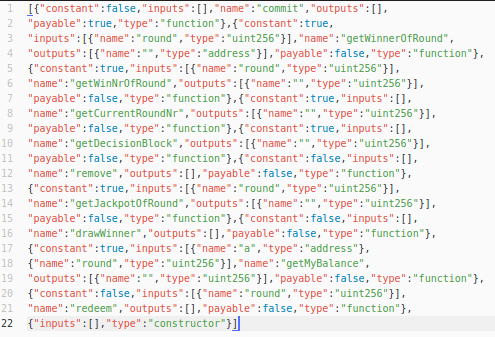 1 [{"constant":false,"inputs":[],"name":"commit","outputs":[],
2 "payable":true,"type":"function"},{"constant":true,
3 "inputs":[{"name":"round","type":"uint256"}],"name":"getWinnerOfRound",
4 "outputs":[{"name":"","type":"address"}],"payable":false,"type":"function"},
5 {"constant":true,"inputs":[{"name":"round","type":"uint256"}],
6 "name":"getWinNrOfRound","outputs":[{"name":"","type":"uint256"}],
7 "payable":false,"type":"function"},{"constant":true,"inputs":[],
8 "name":"getCurrentRoundNr","outputs":[{"name":"","type":"uint256"}],
9 "payable":false,"type":"function"},{"constant":true,"inputs":[],
10 "name":"getDecisionBlock","outputs":[{"name":"","type":"uint256"}],
11 "payable":false,"type":"function"},{"constant":false,"inputs":[],
12 "name":"remove","outputs":[],"payable":false,"type":"function"},
13 {"constant":true,"inputs":[{"name":"round","type":"uint256"}],
14 "name":"getJackpotOfRound","outputs":[{"name":"","type":"uint256"}],
15 "payable":false,"type":"function"},{"constant":false,"inputs":[],
16 "name":"drawWinner","outputs":[],"payable":false,"type":"function"},
17 {"constant":true,"inputs":[{"name":"a","type":"address"},
18 {"name":"round","type":"uint256"}],"name":"getMyBalance",
19 "outputs":[{"name":"","type":"uint256"}],"payable":false,"type":"function"},
20 {"constant":false,"inputs":[{"name":"round","type":"uint256"}],
21 "name":"redeem","outputs":[],"payable":false,"type":"function"},
22 {"inputs":[],"type":"constructor"}]